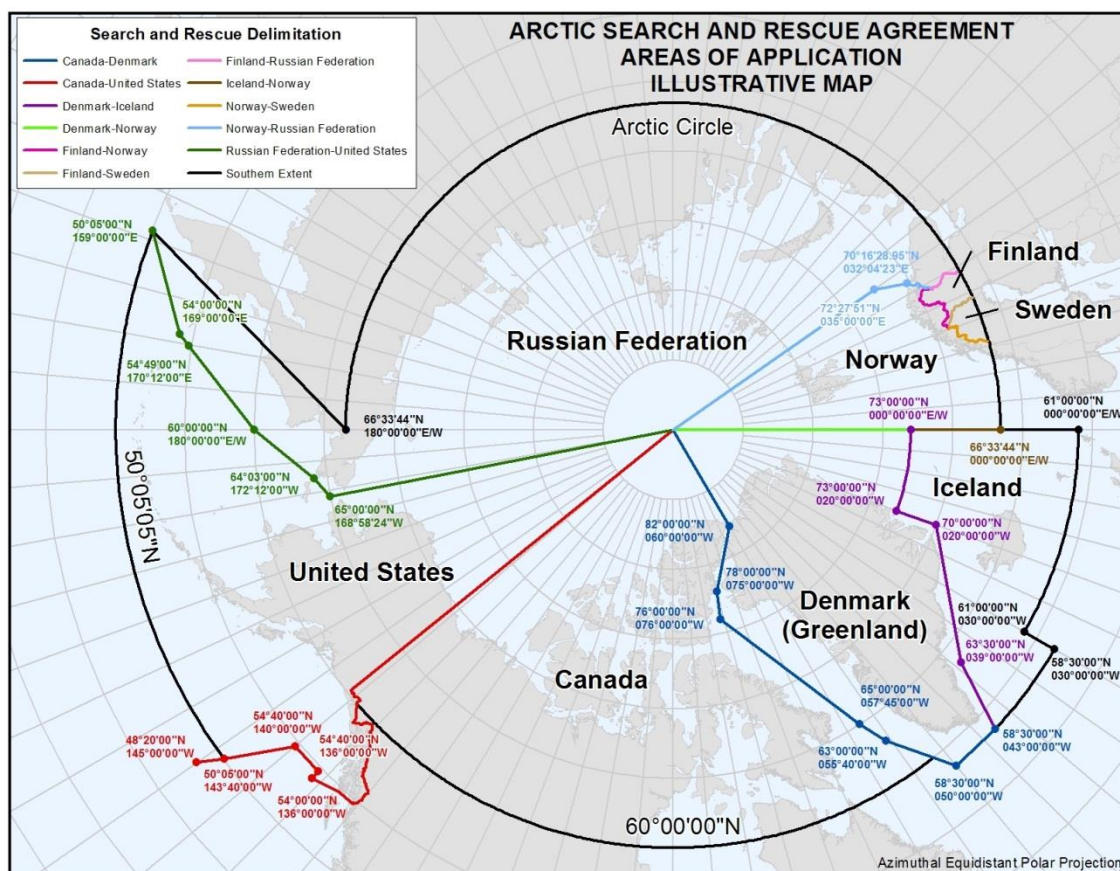 ARCTIC SEARCH AND RESCUE AGREEMENT
AREAS OF APPLICATION
ILLUSTRATIVE MAP
Search and Rescue Delimitation
Canada-Denmark
Canada-United States
Denmark-Iceland
Denmark-Norway
Finland-Norway
Finland-Sweden
Finland-Russian Federation
Iceland-Norway
Norway-Sweden
Norway-Russian Federation
Russian Federation-United States
Southern Extent
Arctic Circle
50°05'00"N
159°00'00"E
54°00'00"N
169°00'00"E
54°49'00"N
170°12'00"E
60°00'00"N
180°00'00"E/W
64°03'00"N
172°12'00"W
65°00'00"N
168°58'24"W
66°33'44"N
180°00'00"E/W
70°16'28.95"N
032°04'23"E
72°27'51"N
035°00'00"E
Finland
Sweden
Norway
Russian Federation
73°00'00"N
000°00'00"E/W
61°00'00"N
000°00'00"E/W
66°33'44"N
000°00'00"E/W
Iceland
73°00'00"N
020°00'00"W
70°00'00"N
020°00'00"W
50°05'05"N
United States
82°00'00"N
060°00'00"W
78°00'00"N
075°00'00"W
76°00'00"N
076°00'00"W
Denmark
(Greenland)
61°00'00"N
030°00'00"W
63°30'00"N
039°00'00"W
58°30'00"N
030°00'00"W
Canada
65°00'00"N
057°45'00"W
63°00'00"N
055°40'00"W
58°30'00"N
043°00'00"W
58°30'00"N
050°00'00"W
48°20'00"N
145°00'00"W
50°05'00"N
143°40'00"W
54°40'00"N
140°00'00"W
54°40'00"N
136°00'00"W
54°00'00"N
136°00'00"W
60°00'00"N
Azimuthal Equidistant Polar Projection